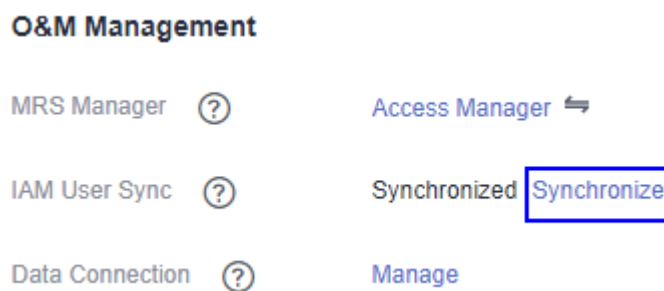 O&M Management
MRS Manager ? Access Manager
IAM User Sync ? Synchronized Synchronize
Data Connection ? Manage